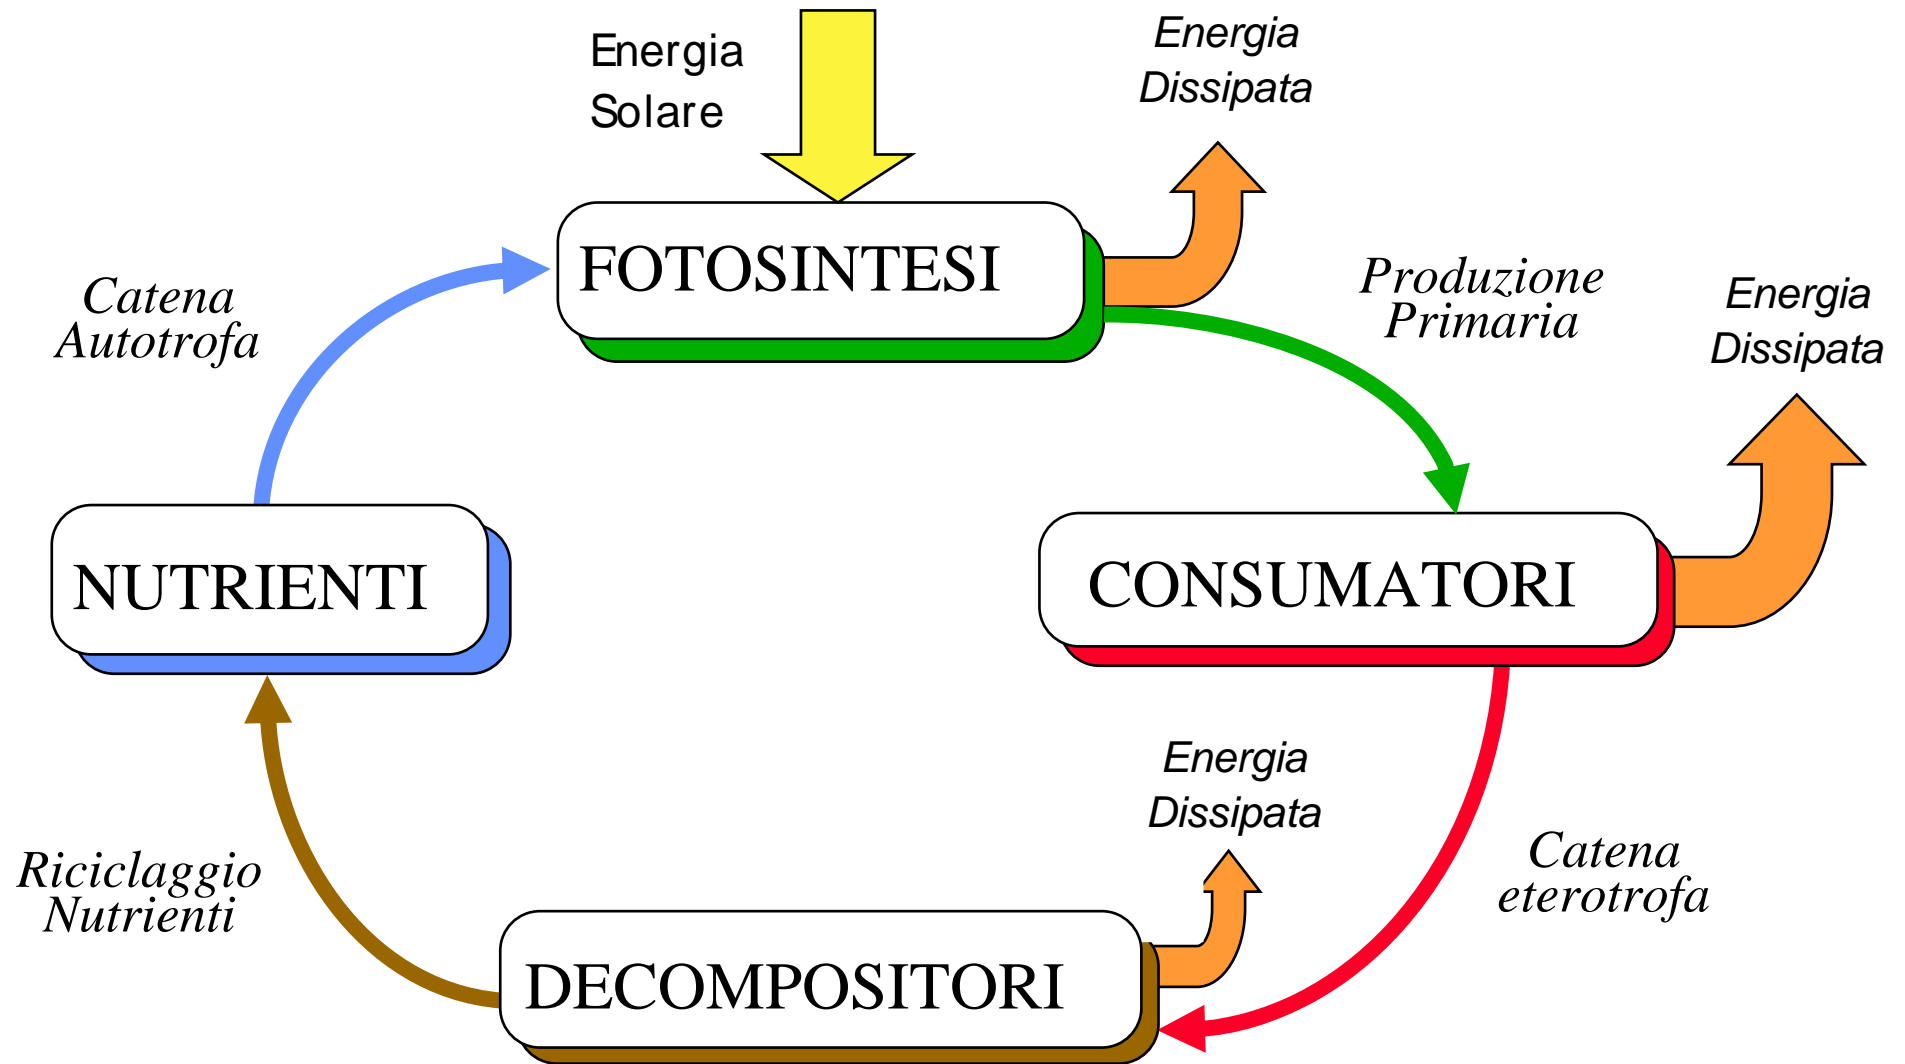 Energia
Solare
Energia
Dissipata
FOTOSINTESI
Catena
Autotrofa
Produzione
Primaria
Energia
Dissipata
NUTRIENTI
CONSUMATORI
Energia
Dissipata
Riciclaggio
Nutrienti
Catena
eterotrofa
DECOMPOSITORI